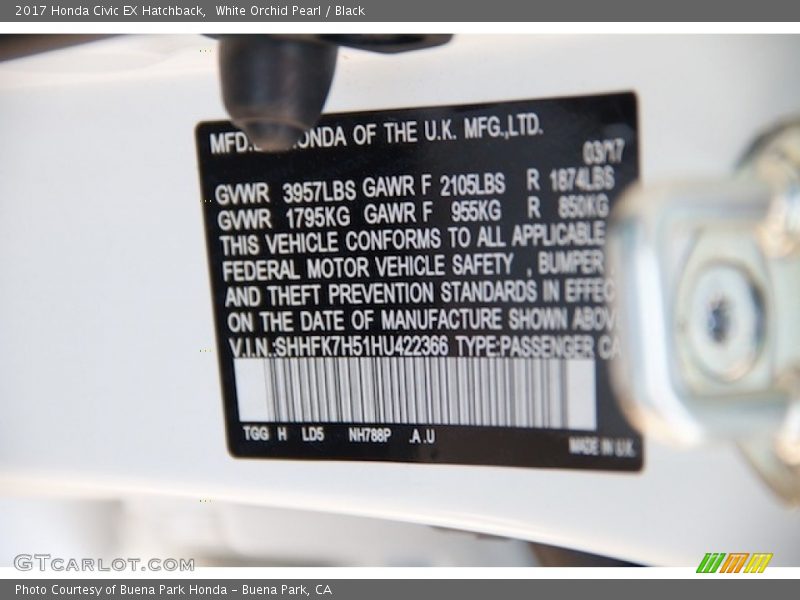 2017 Honda Civic EX Hatchback,  White Orchid Pearl / Black
MFD. HONDA OF THE U.K. MFG.,LTD.
03/17
GVWR 3957LBS GAWR F 2105LBS R 1874LBS
GVWR 1795KG GAWR F 955KG R 850KG
THIS VEHICLE CONFORMS TO ALL APPLICABLE
FEDERAL MOTOR VEHICLE SAFETY , BUMPER
AND THEFT PREVENTION STANDARDS IN EFFEC
ON THE DATE OF MANUFACTURE SHOWN ABOV
V.I.N.:SHHFK7H51HU422366 TYPE:PASSENGER CA
TGG H LD5 NH788P .A .U
MADE IN U.K.
GTCARLOT.COM
Photo Courtesy of Buena Park Honda – Buena Park, CA